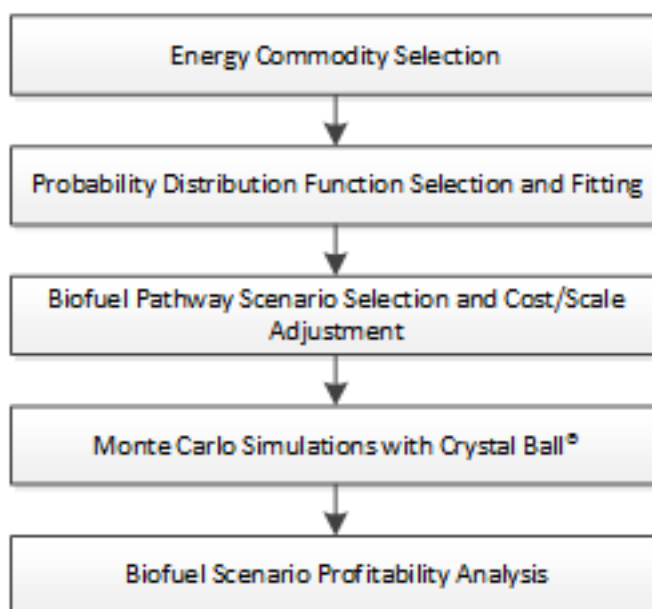 Energy Commodity Selection
Probability Distribution Function Selection and Fitting
Biofuel Pathway Scenario Selection and Cost/Scale
Adjustment
Monte Carlo Simulations with Crystal Ball®
Biofuel Scenario Profitability Analysis